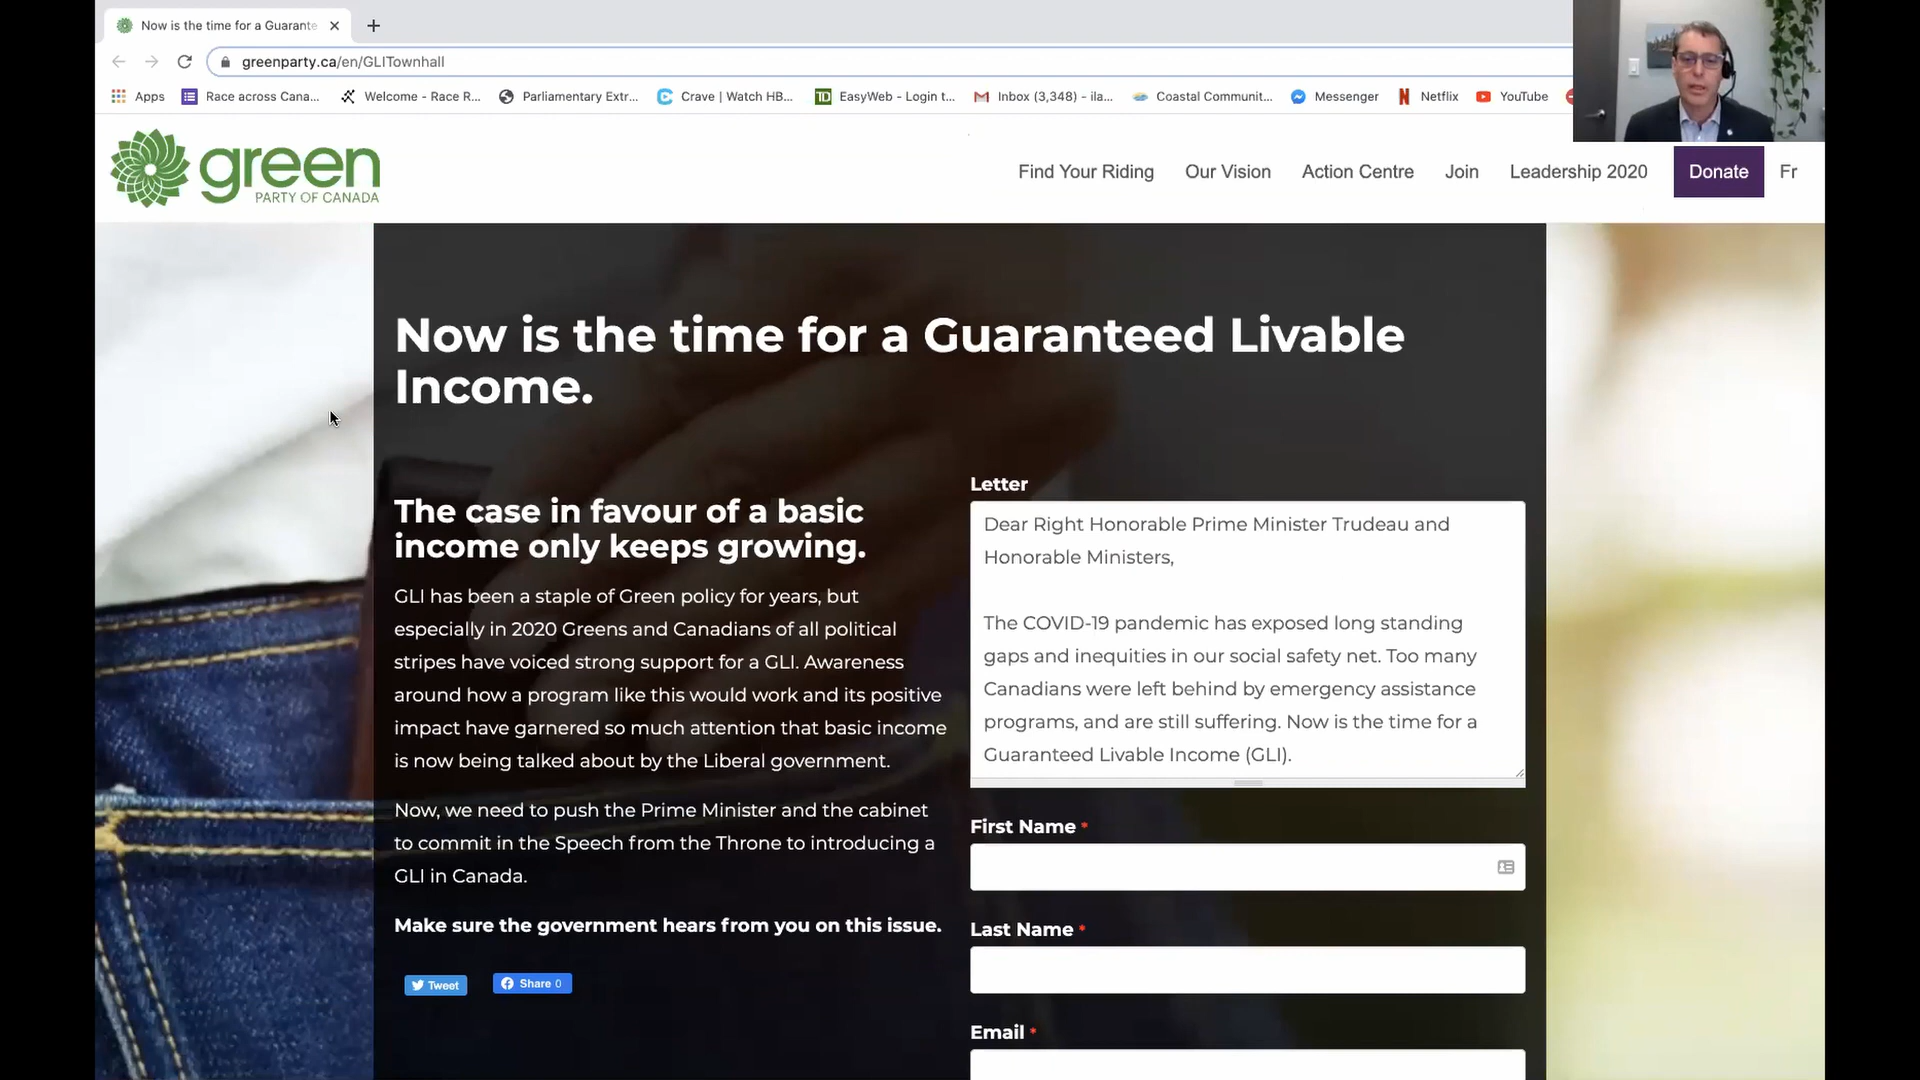 Now is the time for a Guarante
greenparty.ca/en/GLITownhall
Apps
Race across Cana...
Welcome - Race R...
Parliamentary Extr...
Crave | Watch HB...
TD
EasyWeb - Login t...
Inbox (3,348) - ila...
Coastal Communit...
Messenger
Netflix
YouTube
green
PARTY OF CANADA
Find Your Riding
Our Vision
Action Centre
Join
Leadership 2020
Donate
Fr
Now is the time for a Guaranteed Livable
Income.
The case in favour of a basic
income only keeps growing.
GLI has been a staple of Green policy for years, but
especially in 2020 Greens and Canadians of all political
stripes have voiced strong support for a GLI. Awareness
around how a program like this would work and its positive
impact have garnered so much attention that basic income
is now being talked about by the Liberal government.
Now, we need to push the Prime Minister and the cabinet
to commit in the Speech from the Throne to introducing a
GLI in Canada.
Make sure the government hears from you on this issue.
Tweet
Share 0
Letter
Dear Right Honorable Prime Minister Trudeau and
Honorable Ministers,
The COVID-19 pandemic has exposed long standing
gaps and inequities in our social safety net. Too many
Canadians were left behind by emergency assistance
programs, and are still suffering. Now is the time for a
Guaranteed Livable Income (GLI).
First Name *
Last Name *
Email *